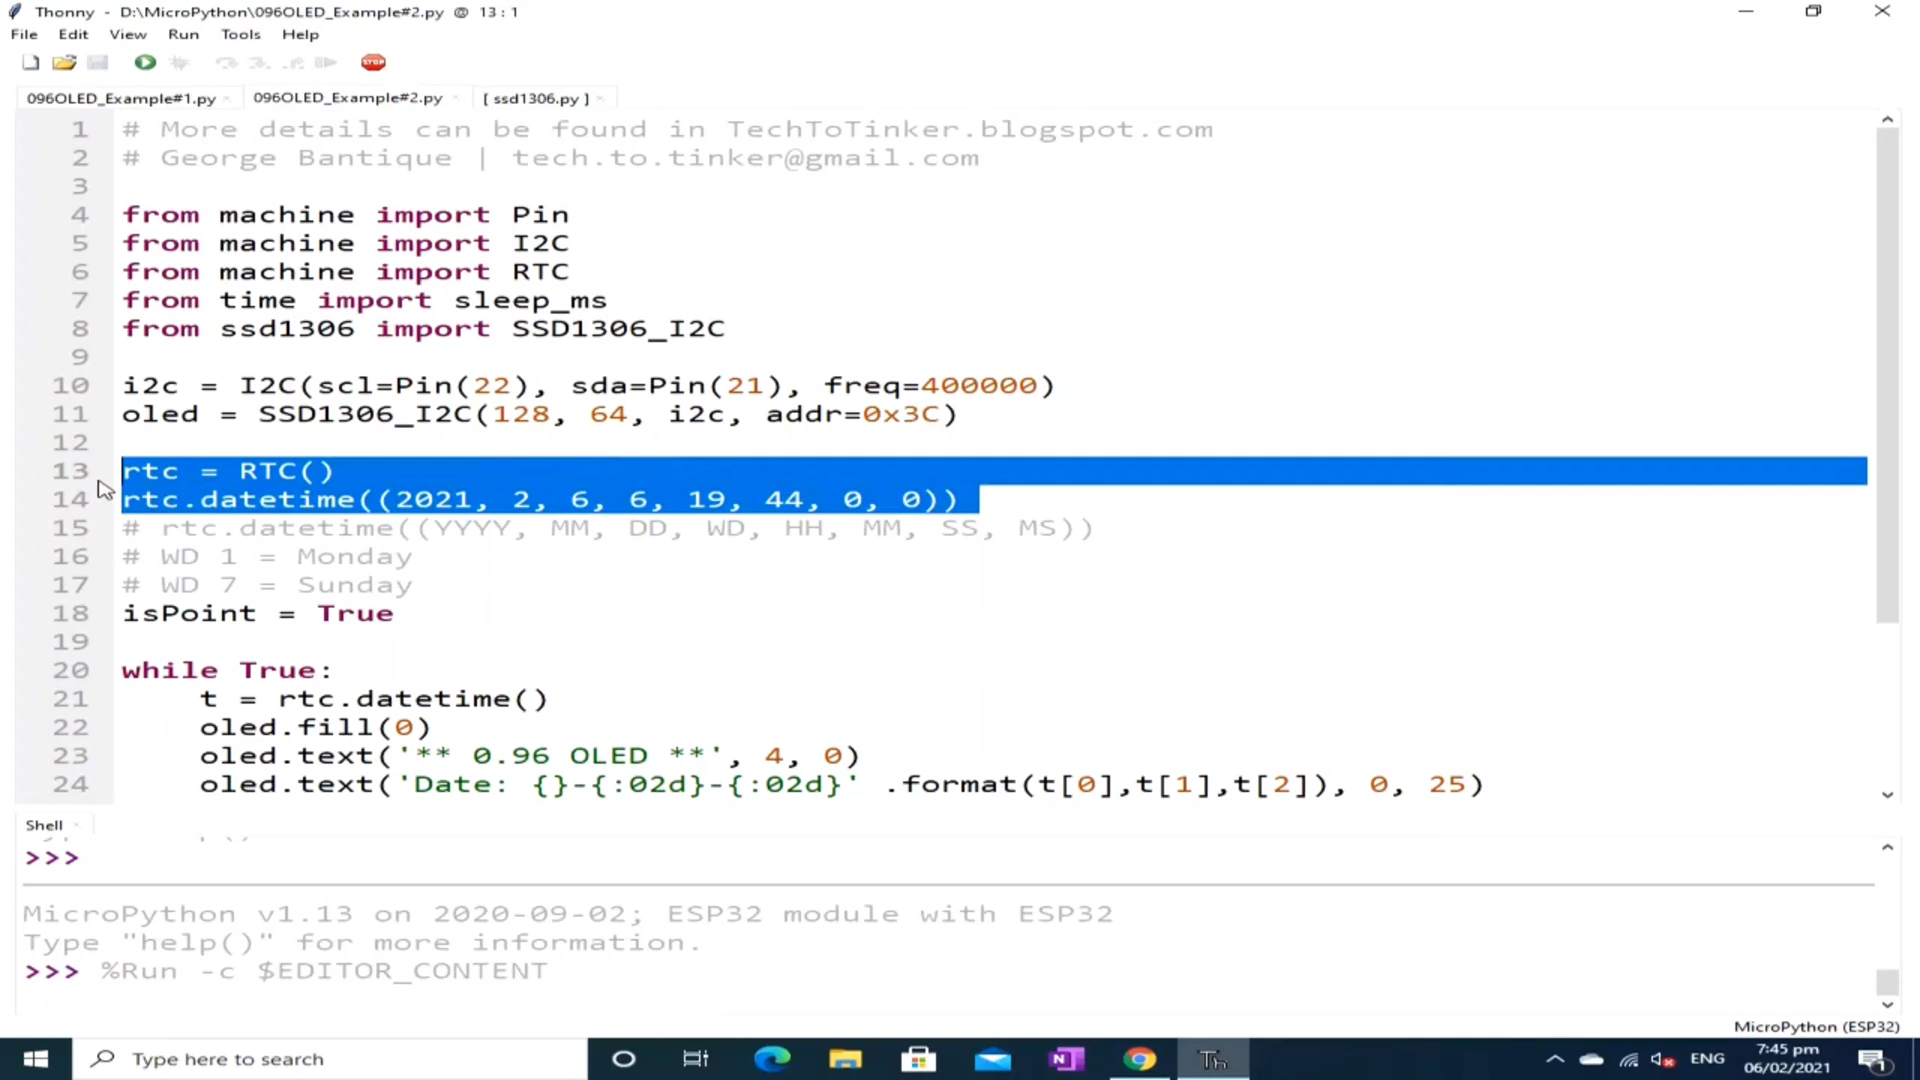 Thonny - D:\MicroPython\096OLED_Example#2.py @ 13 : 1
File Edit View Run Tools Help
STOP
096OLED_Example#1.py 096OLED_Example#2.py [ ssd1306.py ]
1 # More details can be found in TechToTinker.blogspot.com
2 # George Bantique | tech.to.tinker@gmail.com
3
4 from machine import Pin
5 from machine import I2C
6 from machine import RTC
7 from time import sleep_ms
8 from ssd1306 import SSD1306_I2C
9
10 i2c = I2C(scl=Pin(22), sda=Pin(21), freq=400000)
11 oled = SSD1306_I2C(128, 64, i2c, addr=0x3C)
12
13 rtc = RTC()
14 rtc.datetime((2021, 2, 6, 6, 19, 44, 0, 0))
15 # rtc.datetime((YYYY, MM, DD, WD, HH, MM, SS, MS))
16 # WD 1 = Monday
17 # WD 7 = Sunday
18 isPoint = True
19
20 while True:
21 t = rtc.datetime()
22 oled.fill(0)
23 oled.text('** 0.96 OLED **', 4, 0)
24 oled.text('Date: {}-{:02d}-{:02d}' .format(t[0],t[1],t[2]), 0, 25)
Shell
>>>
MicroPython v1.13 on 2020-09-02; ESP32 module with ESP32
Type "help()" for more information.
>>> %Run -c $EDITOR_CONTENT
MicroPython (ESP32)
Type here to search
N
Th
ENG
7:45 pm
06/02/2021
1